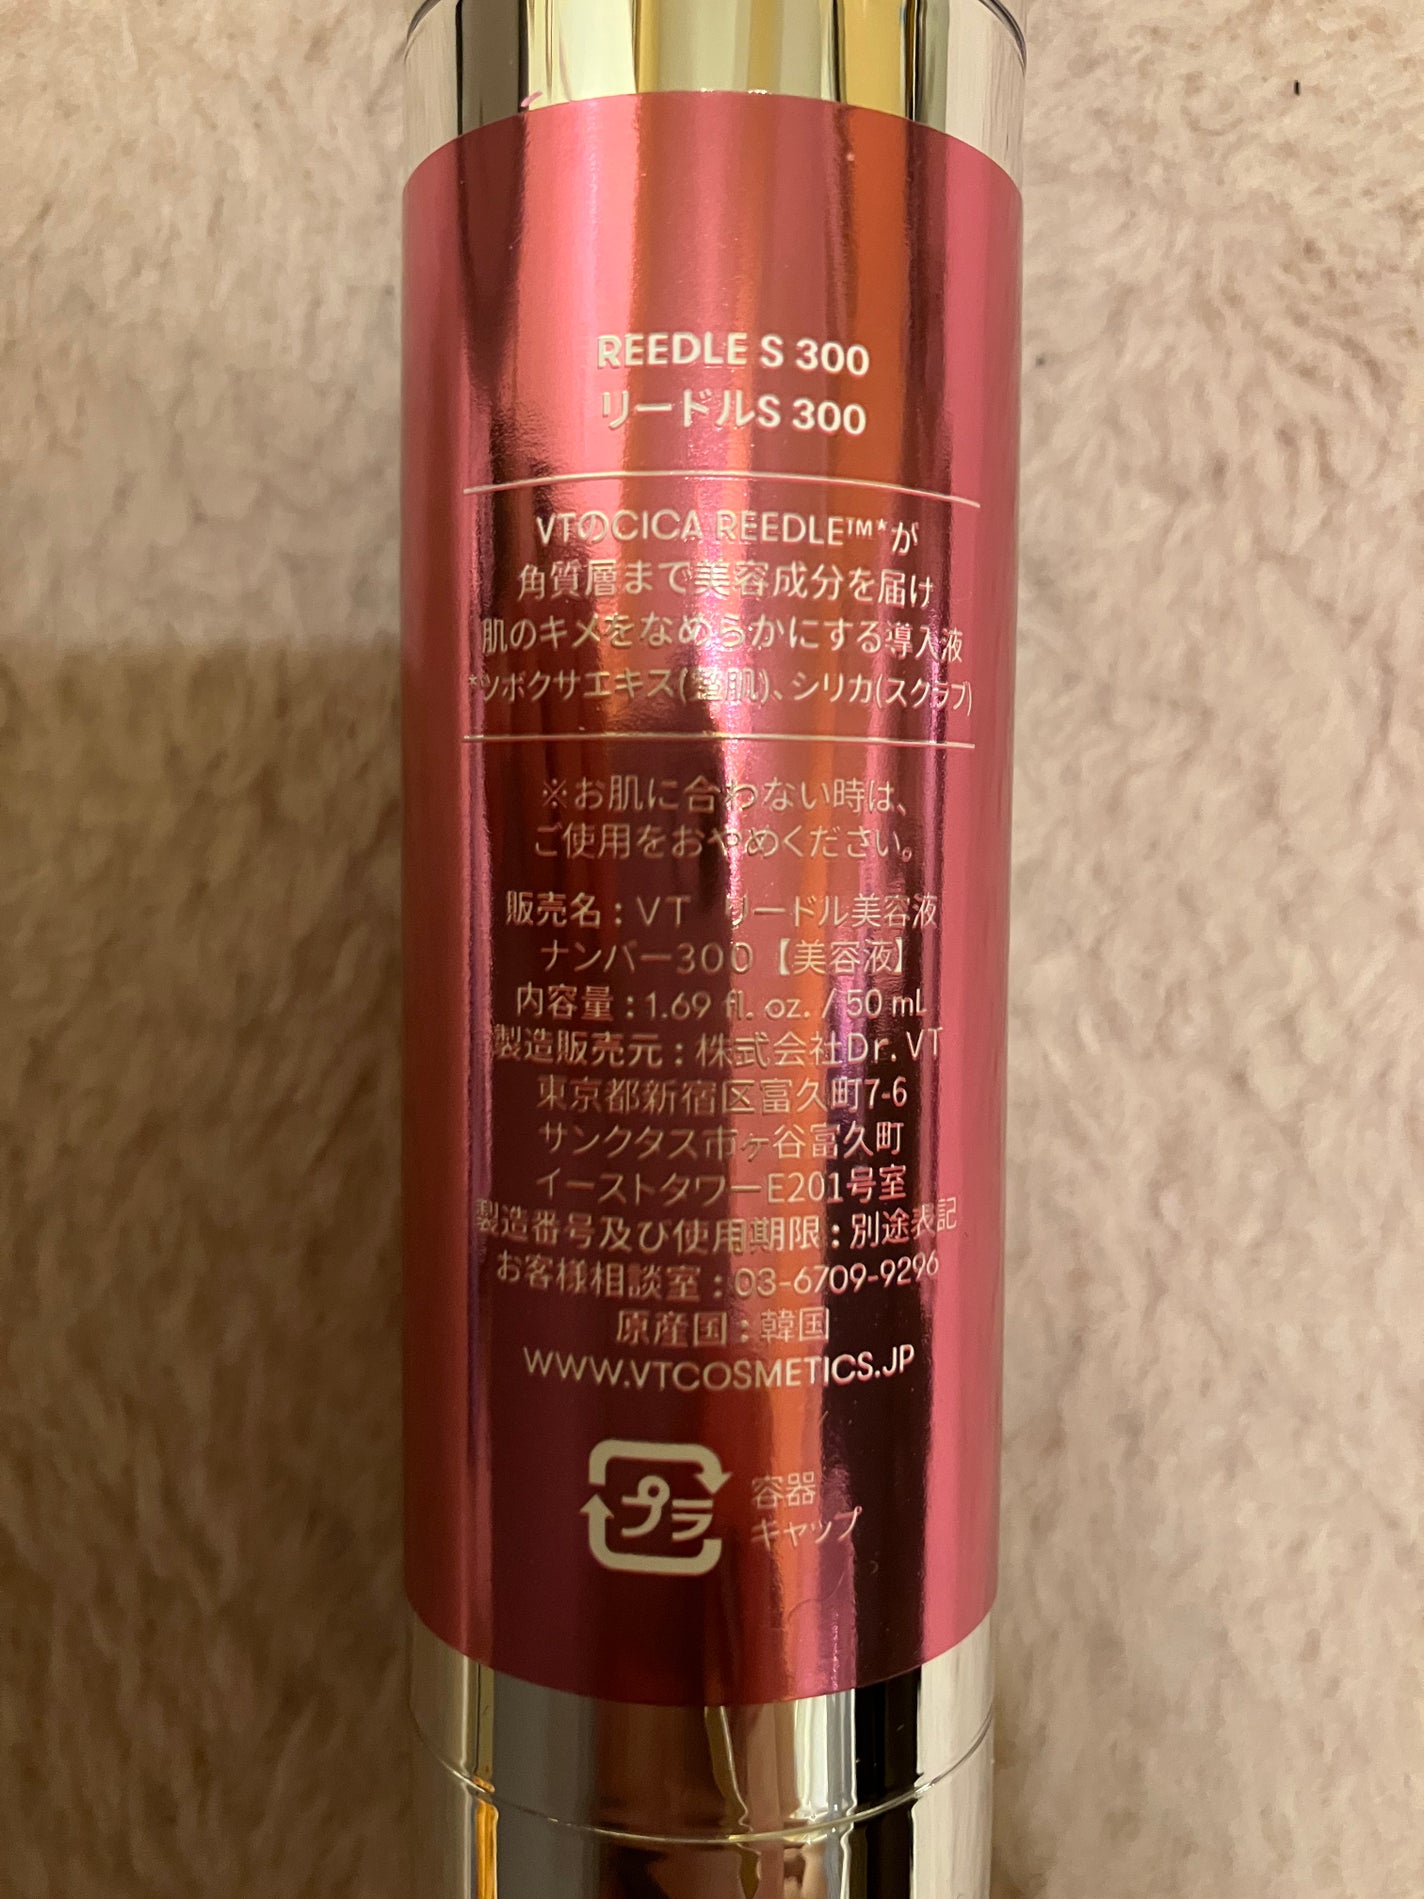 REEDLE S 300
リードルS 300
VTのCICA REEDLE™*が
角質層まで美容成分を届け
肌のキメをなめらかにする導入液
*ツボクサエキス(整肌)、シリカ(スクラブ)
※お肌に合わない時は、
ご使用をおやめください。
販売名：VT　リードル美容液
ナンバー300【美容液】
内容量：1.69 fl. oz. / 50 mL
製造販売元：株式会社Dr. VT
東京都新宿区富久町7-6
サンクタス市ヶ谷富久町
イーストタワーE201号室
製造番号及び使用期限：別途表記
お客様相談室：03-6709-9296
原産国：韓国
WWW.VTCOSMETICS.JP
プラ
容器
キャップ